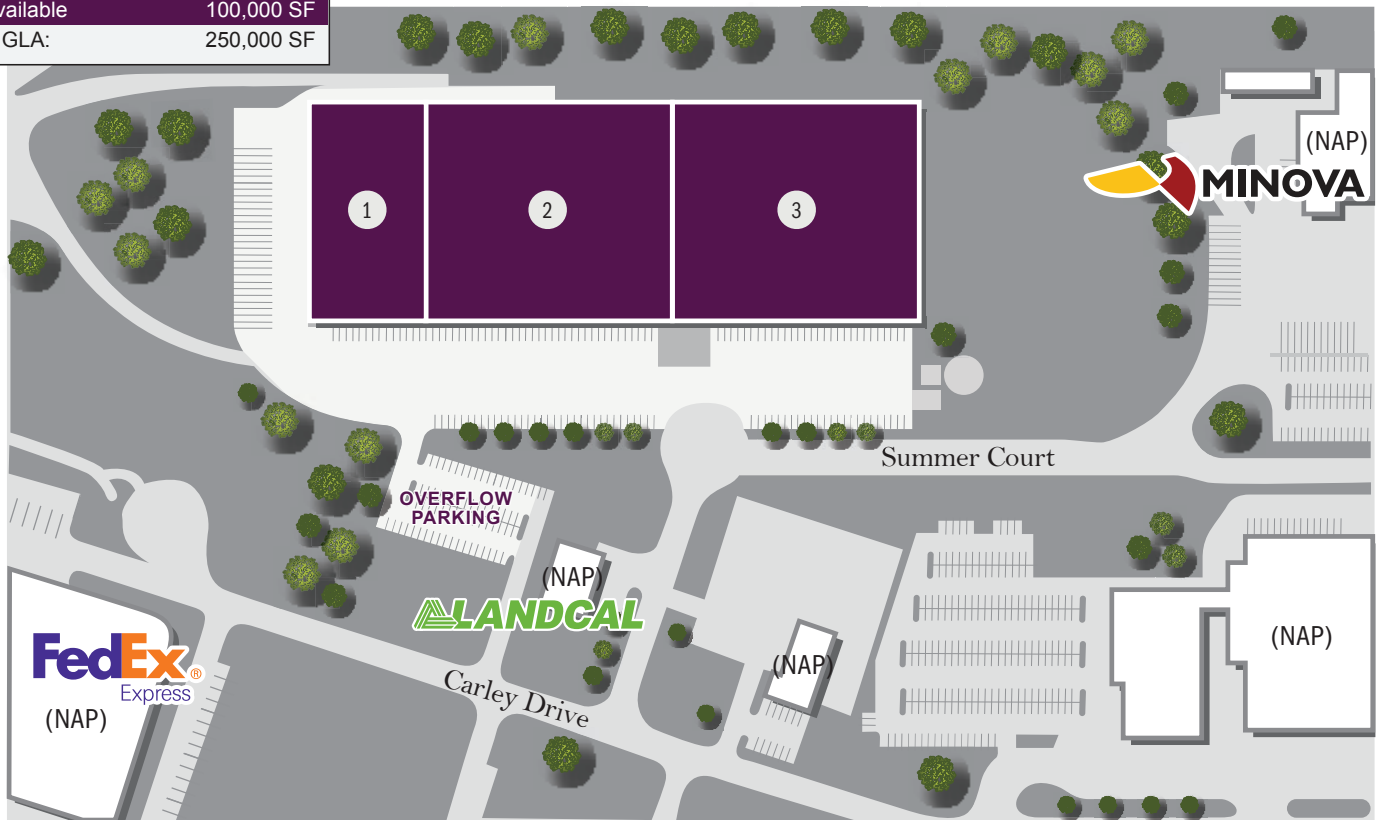 100,000 SF
GLA:
250,000 SF
1
2
3
(NAP)
MINOVA
Summer Court
OVERFLOW
PARKING
(NAP)
LANDCAL
(NAP)
(NAP)
FedEx®
Express
(NAP)
Carley Drive